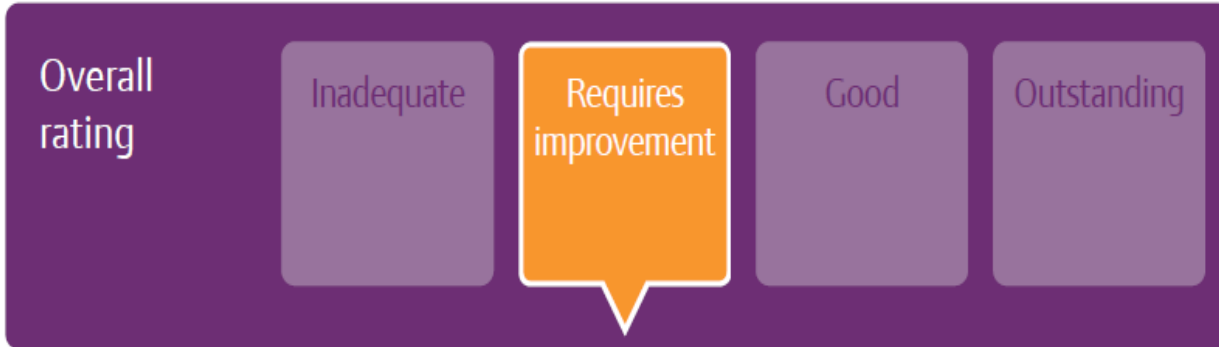 Overall
rating
Inadequate
Requires
improvement
Good
Outstanding